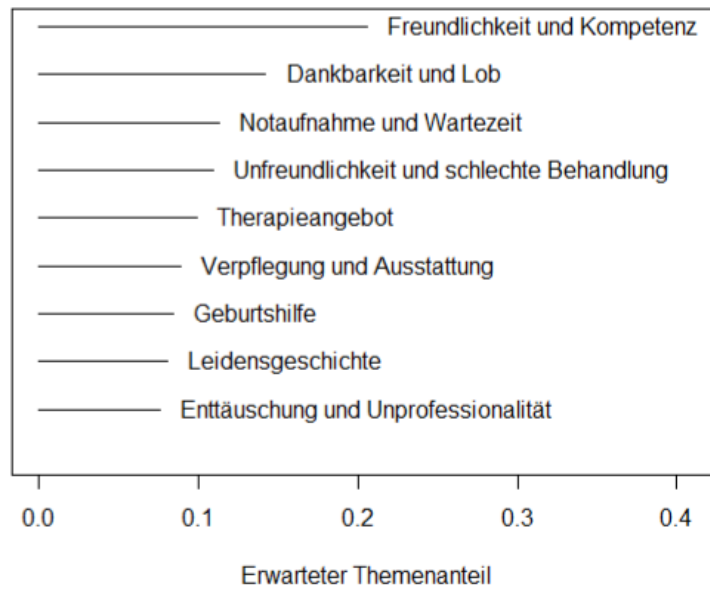 Freundlichkeit und Kompetenz
Dankbarkeit und Lob
Notaufnahme und Wartezeit
Unfreundlichkeit und schlechte Behandlung
Therapieangebot
Verpflegung und Ausstattung
Geburtshilfe
Leidensgeschichte
Enttäuschung und Unprofessionalität
0.0 0.1 0.2 0.3 0.4
Erwarteter Themenanteil